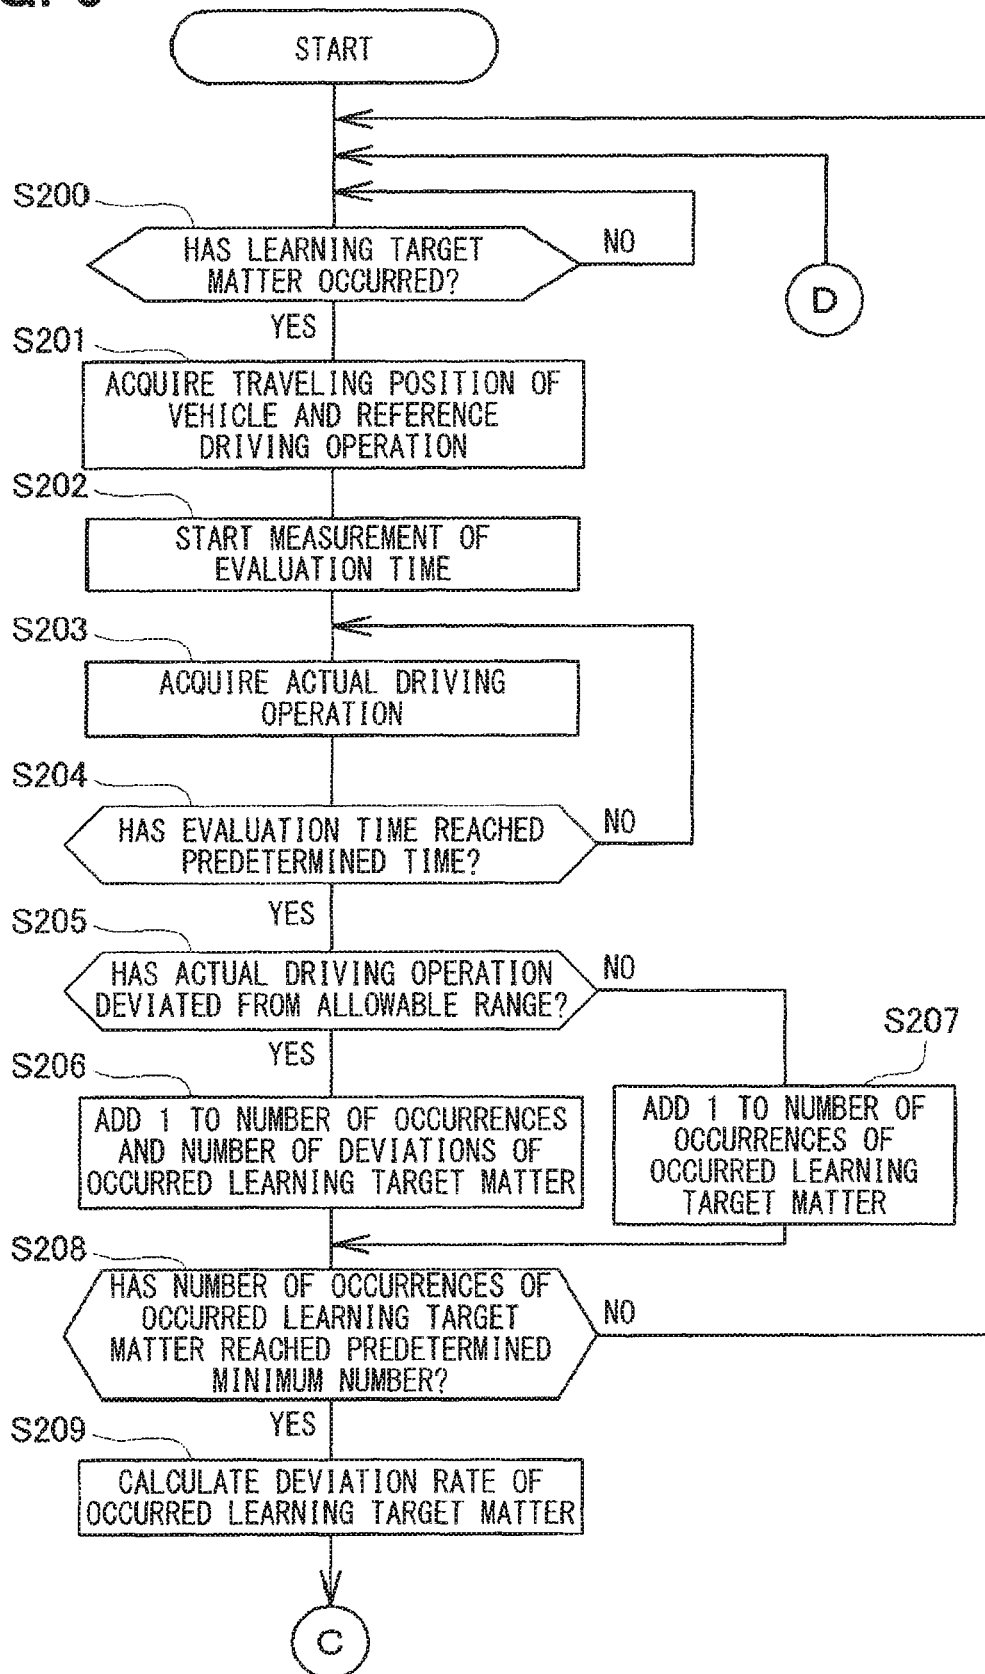 START
S200
HAS LEARNING TARGET
MATTER OCCURRED?
NO
D
YES
S201
ACQUIRE TRAVELING POSITION OF
VEHICLE AND REFERENCE
DRIVING OPERATION
S202
START MEASUREMENT OF
EVALUATION TIME
S203
ACQUIRE ACTUAL DRIVING
OPERATION
S204
HAS EVALUATION TIME REACHED
PREDETERMINED TIME?
NO
YES
S205
HAS ACTUAL DRIVING OPERATION
DEVIATED FROM ALLOWABLE RANGE?
NO
YES
S206
ADD 1 TO NUMBER OF OCCURRENCES
AND NUMBER OF DEVIATIONS OF
OCCURRED LEARNING TARGET MATTER
S207
ADD 1 TO NUMBER OF
OCCURRENCES OF
OCCURRED LEARNING
TARGET MATTER
S208
HAS NUMBER OF OCCURRENCES OF
OCCURRED LEARNING TARGET
MATTER REACHED PREDETERMINED
MINIMUM NUMBER?
NO
YES
S209
CALCULATE DEVIATION RATE OF
OCCURRED LEARNING TARGET MATTER
C